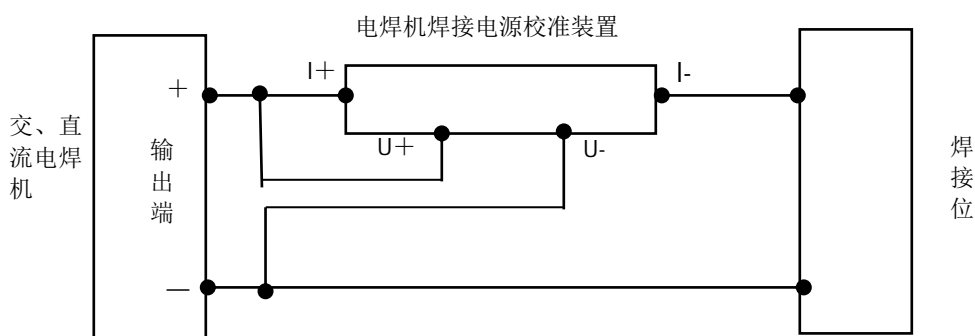 电焊机焊接电源校准装置
I＋
I-
＋
U＋
U-
交、直
流电焊
机
输
出
端
焊
接
位
—